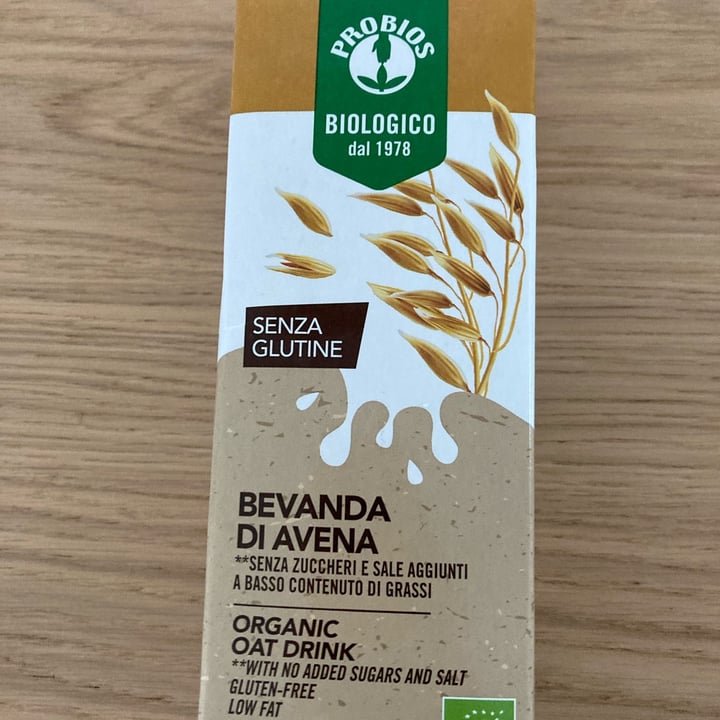 PROBIOS
BIOLOGICO
dal 1978
SENZA
GLUTINE
BEVANDA
DI AVENA
**SENZA ZUCCHERI E SALE AGGIUNTI
A BASSO CONTENUTO DI GRASSI
ORGANIC
OAT DRINK
**WITH NO ADDED SUGARS AND SALT
GLUTEN-FREE
LOW FAT